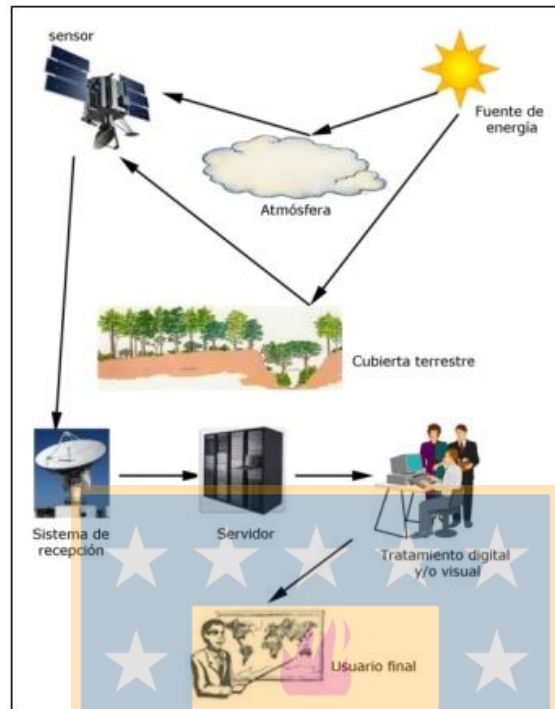 sensor
Fuente de
energía
Atmósfera
Cubierta terrestre
Sistema de
recepción
Servidor
Tratamiento digital
y/o visual
Usuario final